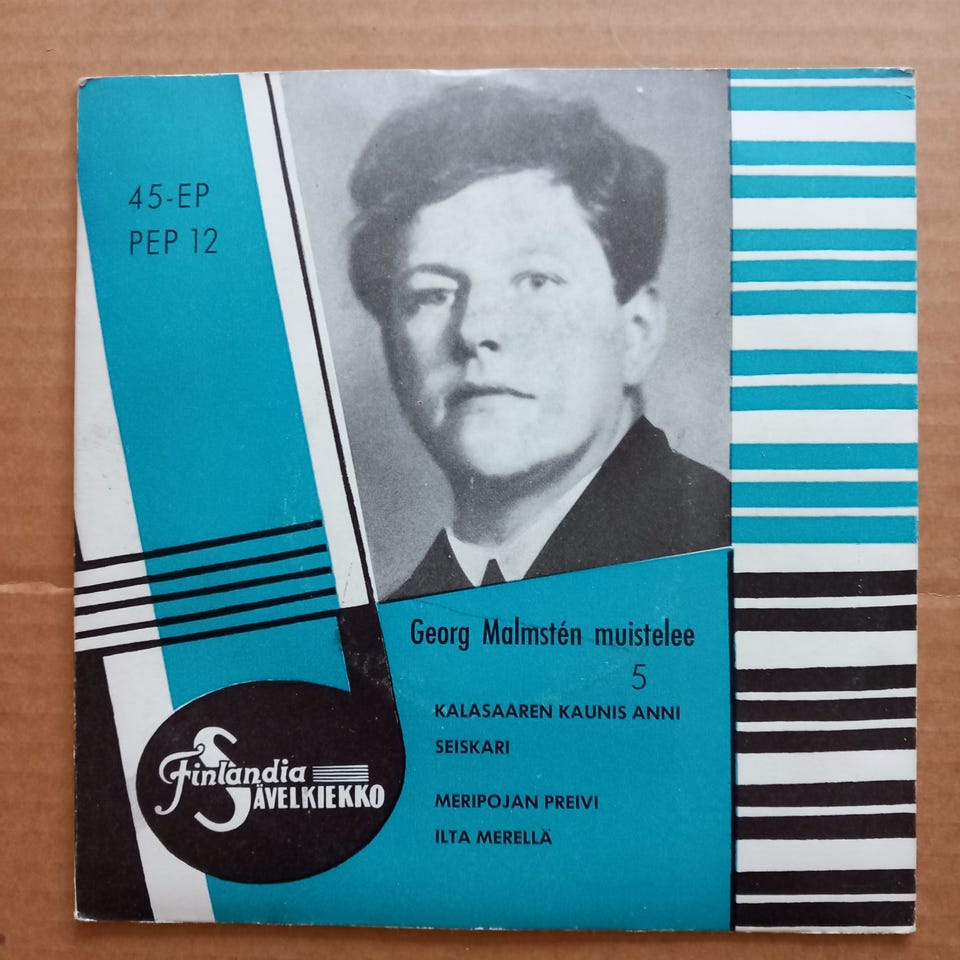 45-EP
PEP 12
Georg Malmstén muistelee
5
KALASAAREN KAUNIS ANNI
SEISKARI
MERIPOJAN PREIVI
ILTA MERELLÄ
Finlandia
SÄVELKIEKKO